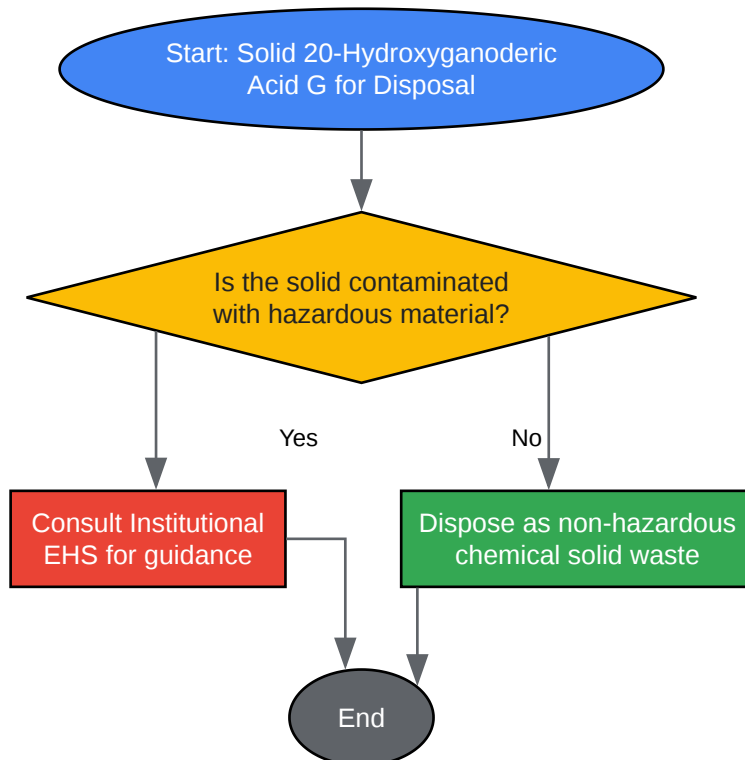 Start: Solid 20-Hydroxyganoderic
Acid G for Disposal
Is the solid contaminated
with hazardous material?
Yes
No
Consult Institutional
EHS for guidance
Dispose as non-hazardous
chemical solid waste
End